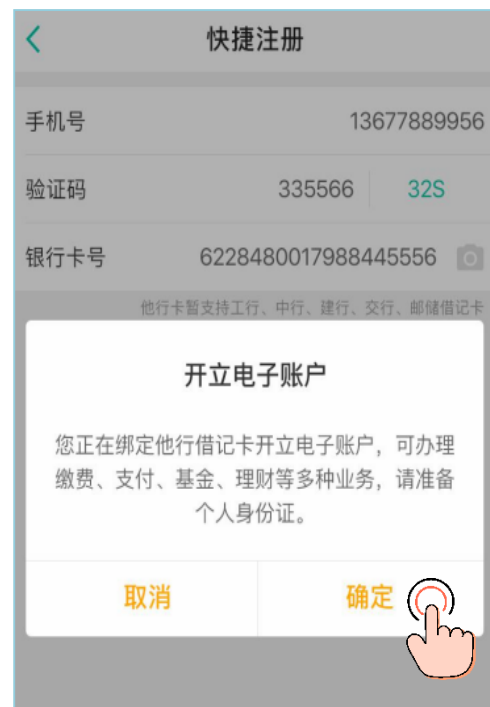 快捷注册
手机号 13677889956
验证码 335566 32S
银行卡号 6228480017988445556
他行卡暂支持工行、中行、建行、交行、邮储借记卡
开立电子账户
您正在绑定他行借记卡开立电子账户，可办理
缴费、支付、基金、理财等多种业务，请准备
个人身份证。
取消 确定